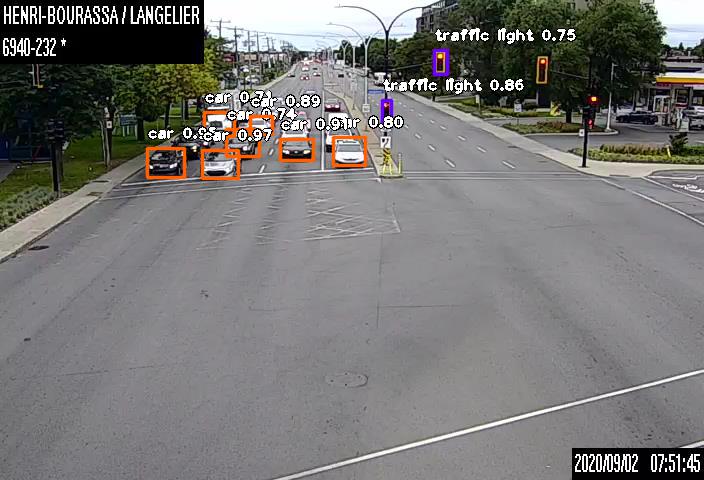 HENRI-BOURASSA / LANGELIER
6940-232 *
traffic light 0.75
traffic light 0.86
car 0.89
car 0.97
car 0.80
2020/09/02 07:51:45